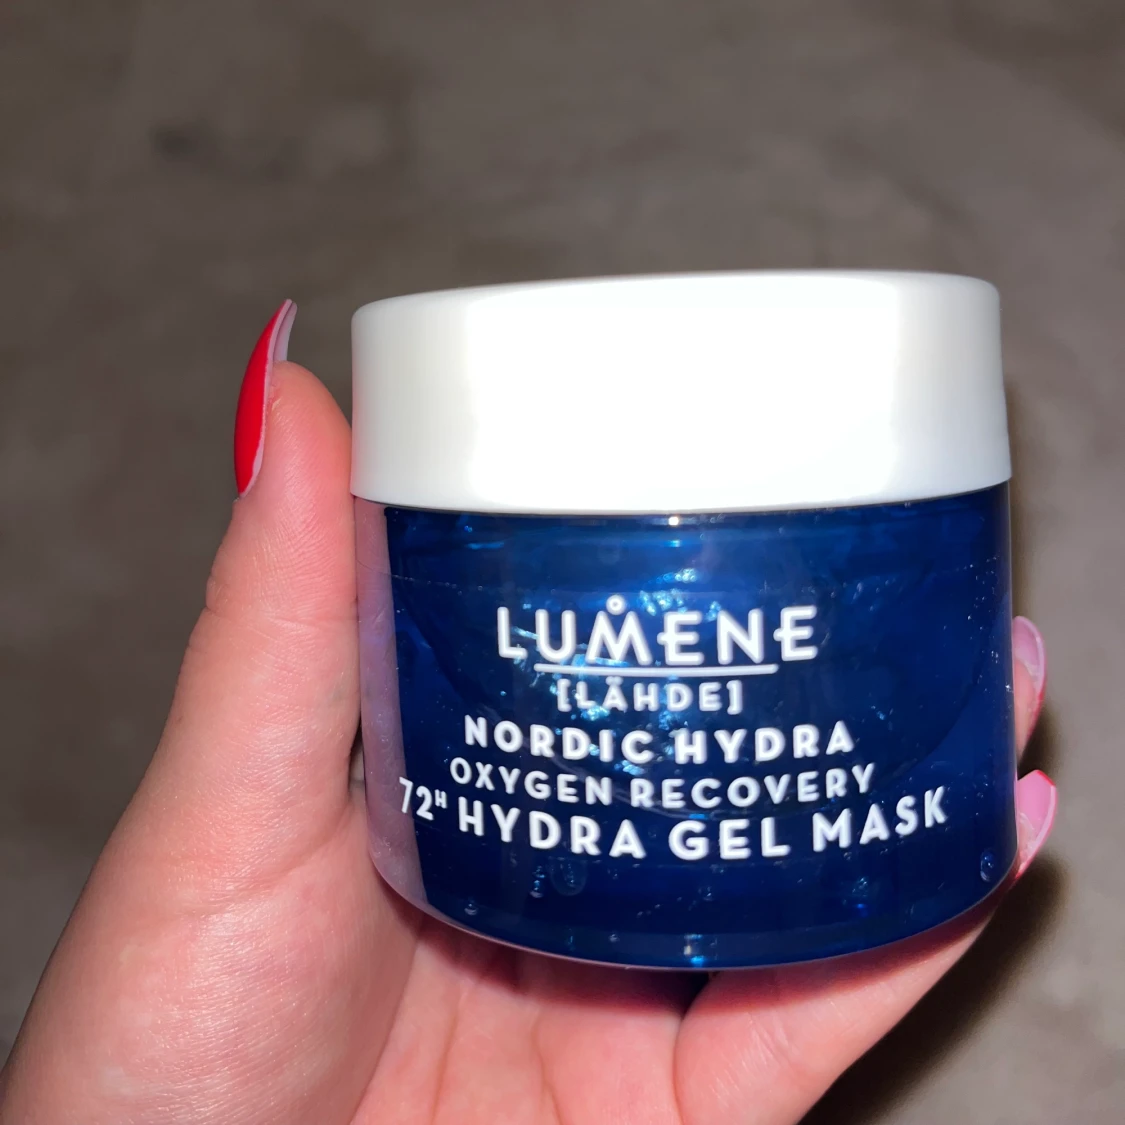 LUMENE
[LÄHDE]
NORDIC HYDRA
OXYGEN RECOVERY
72H HYDRA GEL MASK